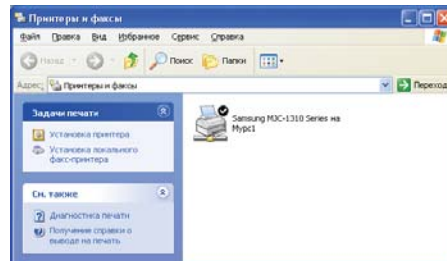 Принтеры и факсы
Файл Правка Вид Избранное Сервис Справка
Назад Поиск Папки
Адрес: Принтеры и факсы Переход
Задачи печати
Установка принтера
Установка локального
факс-принтера
См. также
Диагностика печати
Получение справки о
выводе на печать
Samsung MJC-1310 Series на
Mypc1